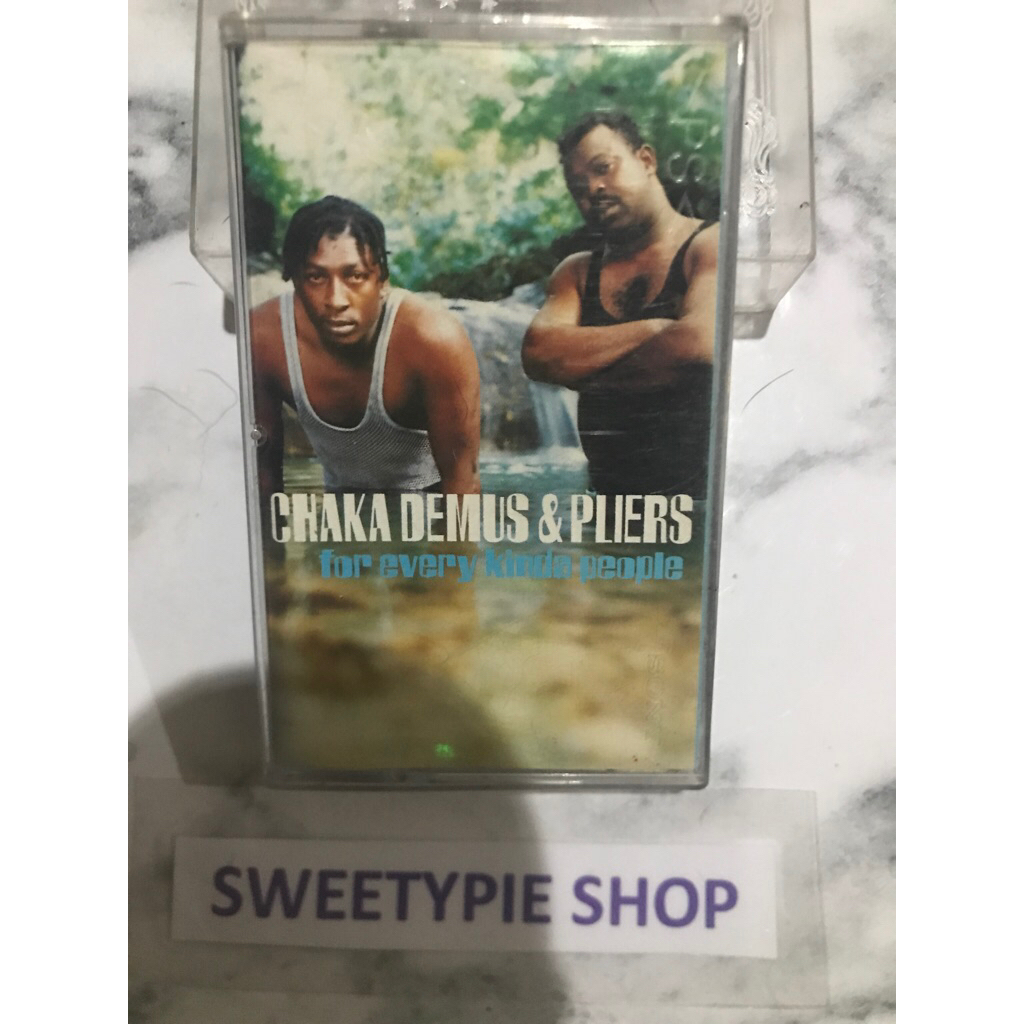 CHAKA DEMUS & PLIERS
for every kinda people
SWEETYPIE SHOP